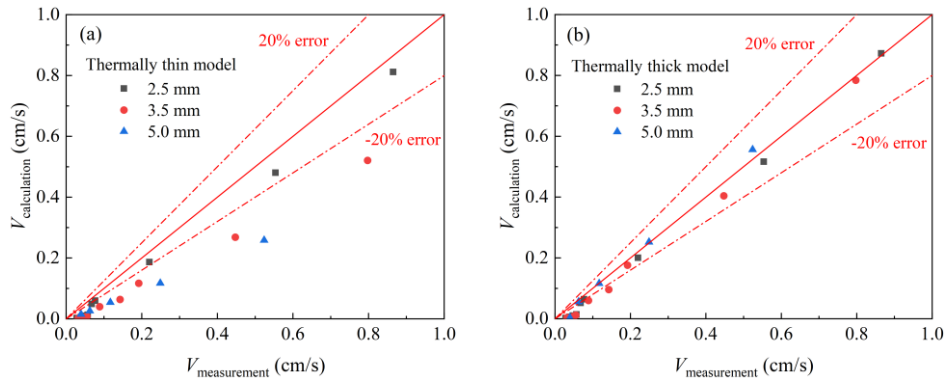 (a)
20% error
Thermally thin model
2.5 mm
3.5 mm
5.0 mm
-20% error
1.0
0.8
0.6
0.4
0.2
0.0
0.0 0.2 0.4 0.6 0.8 1.0
V_calculation (cm/s)
V_measurement (cm/s)
(b)
20% error
Thermally thick model
2.5 mm
3.5 mm
5.0 mm
-20% error
1.0
0.8
0.6
0.4
0.2
0.0
0.0 0.2 0.4 0.6 0.8 1.0
V_calculation (cm/s)
V_measurement (cm/s)